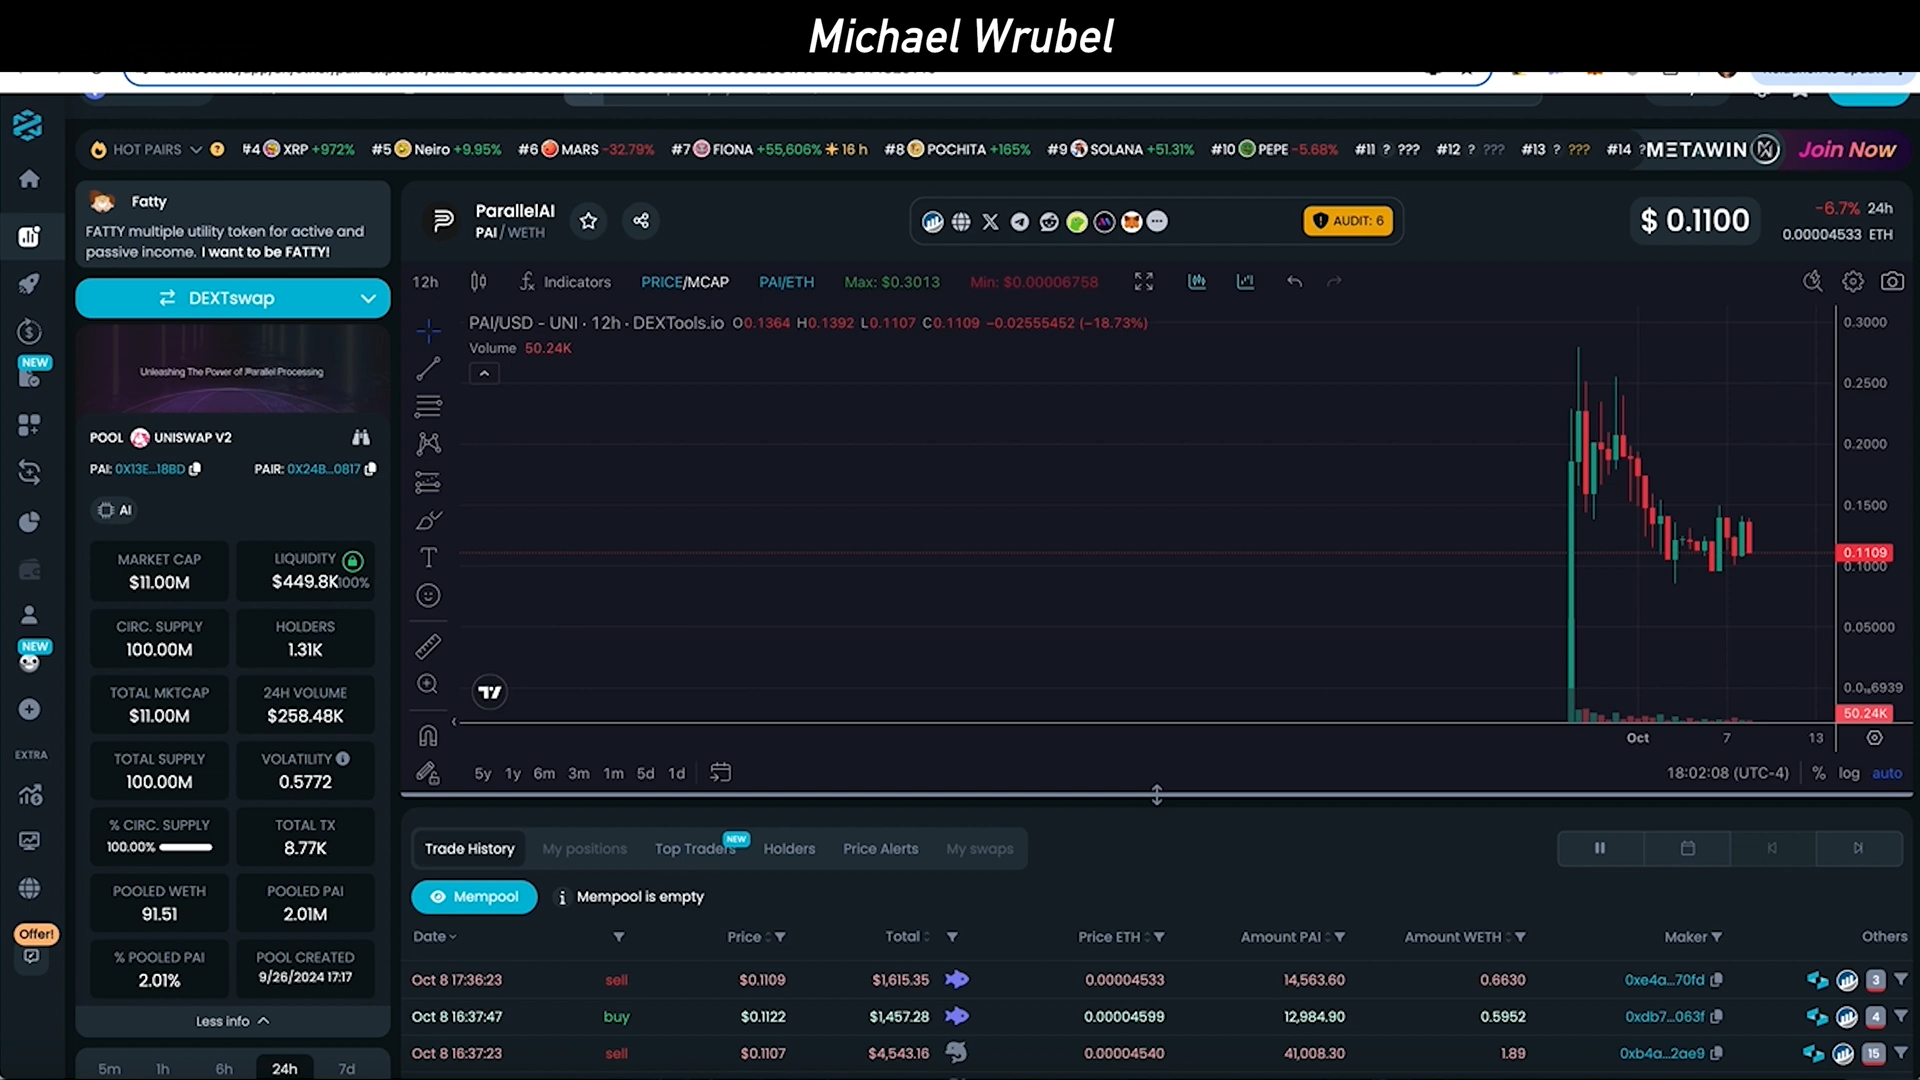 Michael Wrubel
HOT PAIRS #4 XRP +972% #5 Neiro +9.95% #6 MARS -32.79% #7 FIONA +55,606% 16 h #8 POCHITA +165% #9 SOLANA +51.31% #10 PEPE -5.68% #11 ? ??? #12 ? ??? #13 ? ??? #14 METAWIN Join Now
Fatty
FATTY multiple utility token for active and
passive income. I want to be FATTY!
DEXTswap
Unleashing The Power of Parallel Processing
POOL UNISWAP V2
PAI: 0X13E...18BD PAIR: 0X24B...0817
AI
MARKET CAP LIQUIDITY
$11.00M $449.8K 100%
CIRC. SUPPLY HOLDERS
100.00M 1.31K
TOTAL MKTCAP 24H VOLUME
$11.00M $258.48K
TOTAL SUPPLY VOLATILITY
100.00M 0.5772
% CIRC. SUPPLY TOTAL TX
100.00% 8.77K
POOLED WETH POOLED PAI
91.51 2.01M
% POOLED PAI POOL CREATED
2.01% 9/26/2024 17:17
Less info
5m 1h 6h 24h 7d
NEW
NEW
EXTRA
Offer!
ParallelAI
PAI / WETH
AUDIT: 6
$ 0.1100
-6.7% 24h
0.00004533 ETH
12h Indicators PRICE/MCAP PAI/ETH Max: $0.3013 Min: $0.00006758
PAI/USD - UNI · 12h · DEXTools.io O0.1364 H0.1392 L0.1107 C0.1109 −0.02555452 (−18.73%)
Volume 50.24K
0.3000
0.2500
0.2000
0.1500
0.1109
0.1000
0.05000
0.0₁₆6939
50.24K
Oct 7 13
5y 1y 6m 3m 1m 5d 1d 18:02:08 (UTC-4) % log auto
Trade History My positions Top Traders NEW Holders Price Alerts My swaps
Mempool Mempool is empty
Date Price Total Price ETH Amount PAI Amount WETH Maker Others
Oct 8 17:36:23 sell $0.1109 $1,615.35 0.00004533 14,563.60 0.6630 0xe4a...70fd 3
Oct 8 16:37:47 buy $0.1122 $1,457.28 0.00004599 12,984.90 0.5952 0xdb7...063f 4
Oct 8 16:37:23 sell $0.1107 $4,543.16 0.00004540 41,008.30 1.89 0xb4a...2ae9 15